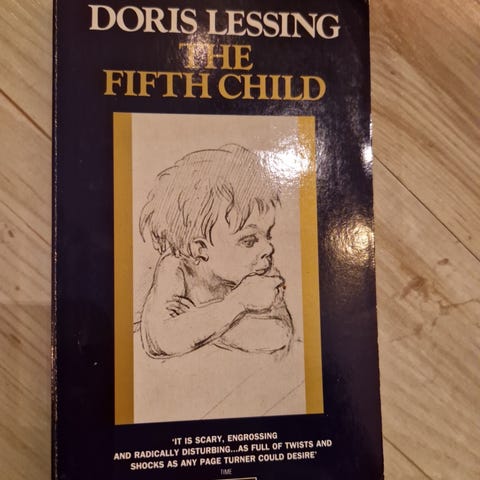 DORIS LESSING
THE
FIFTH CHILD
'IT IS SCARY, ENGROSSING
AND RADICALLY DISTURBING...AS FULL OF TWISTS AND
SHOCKS AS ANY PAGE TURNER COULD DESIRE'
TIME